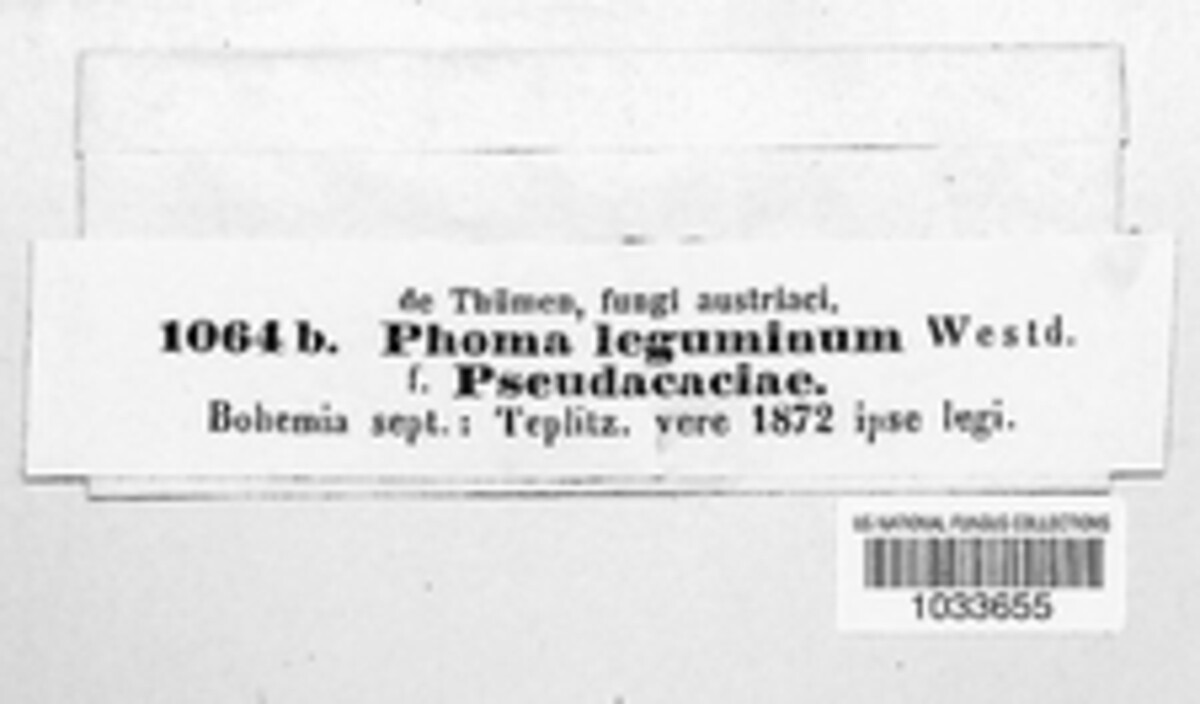 de Thümen, fungi austriaci.
1064 b. Phoma leguminum Westd.
f. Pseudacaciae.
Bohemia sept.: Teplitz. vere 1872 ipse legi.
US NATIONAL FUNGUS COLLECTIONS
1033655